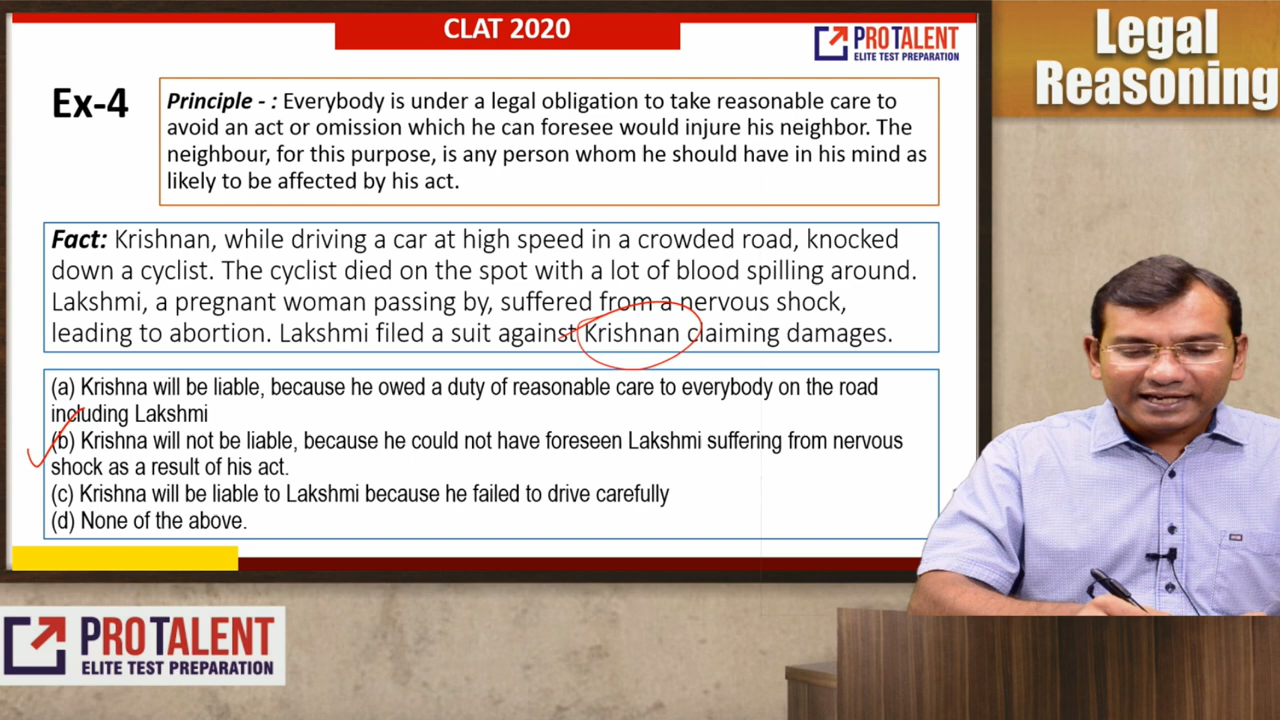 CLAT 2020
PROTALENT
ELITE TEST PREPARATION
Legal
Reasoning
Ex-4
Principle - : Everybody is under a legal obligation to take reasonable care to
avoid an act or omission which he can foresee would injure his neighbor. The
neighbour, for this purpose, is any person whom he should have in his mind as
likely to be affected by his act.
Fact: Krishnan, while driving a car at high speed in a crowded road, knocked
down a cyclist. The cyclist died on the spot with a lot of blood spilling around.
Lakshmi, a pregnant woman passing by, suffered from a nervous shock,
leading to abortion. Lakshmi filed a suit against Krishnan claiming damages.
(a) Krishna will be liable, because he owed a duty of reasonable care to everybody on the road
including Lakshmi
(b) Krishna will not be liable, because he could not have foreseen Lakshmi suffering from nervous
shock as a result of his act.
(c) Krishna will be liable to Lakshmi because he failed to drive carefully
(d) None of the above.
PROTALENT
ELITE TEST PREPARATION